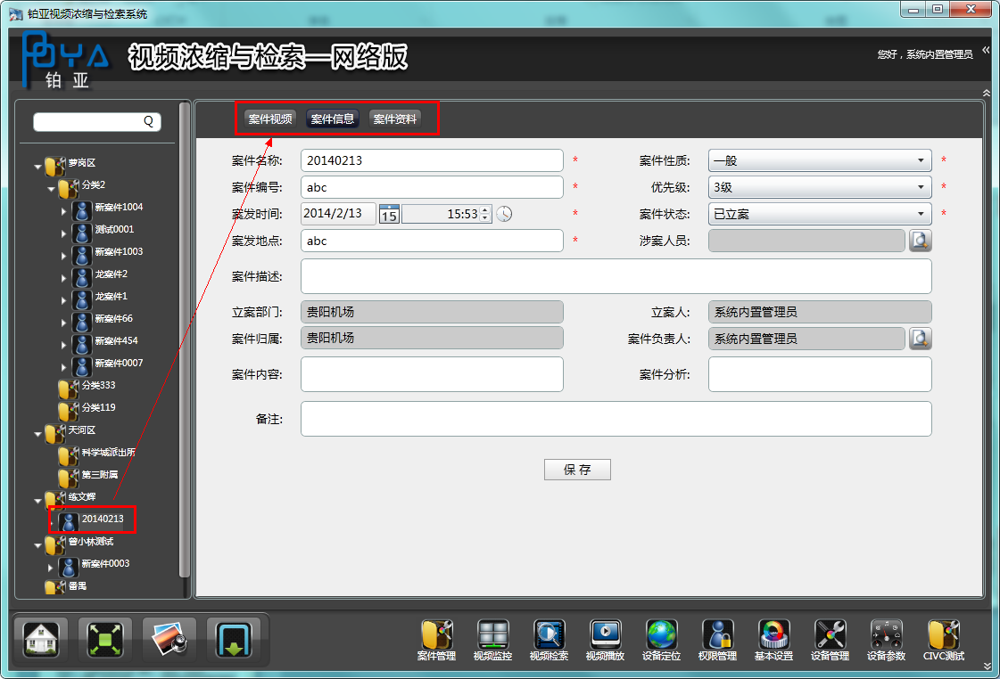 铂亚视频浓缩与检索系统
POYA
铂 亚
视频浓缩与检索—网络版
您好，系统内置管理员
萝岗区
分类2
新案件1004
测试0001
新案件1003
龙案件2
龙案件1
新案件66
新案件454
新案件0007
分类333
分类119
天河区
科学城派出所
第三附属
练文辉
20140213
曾小林测试
新案件0003
番禺
案件视频 案件信息 案件资料
案件名称: 20140213 * 案件性质: 一般 *
案件编号: abc * 优先级: 3级 *
案发时间: 2014/2/13 15 15:53 * 案件状态: 已立案 *
案发地点: abc * 涉案人员:
案件描述:
立案部门: 贵阳机场 立案人: 系统内置管理员
案件归属: 贵阳机场 案件负责人: 系统内置管理员
案件内容: 案件分析:
备注:
保 存
案件管理 视频监控 视频检索 视频播放 设备定位 权限管理 基本设置 设备管理 设备参数 CIVC测试